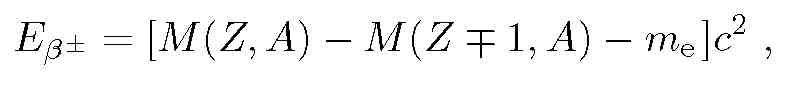 E_{β^±} = [M(Z, A) − M(Z ∓ 1, A) − m_e]c^2 ,